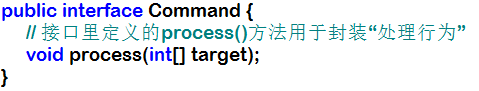 public interface Command {
    // 接口里定义的process()方法用于封装“处理行为”
    void process(int[] target);
}